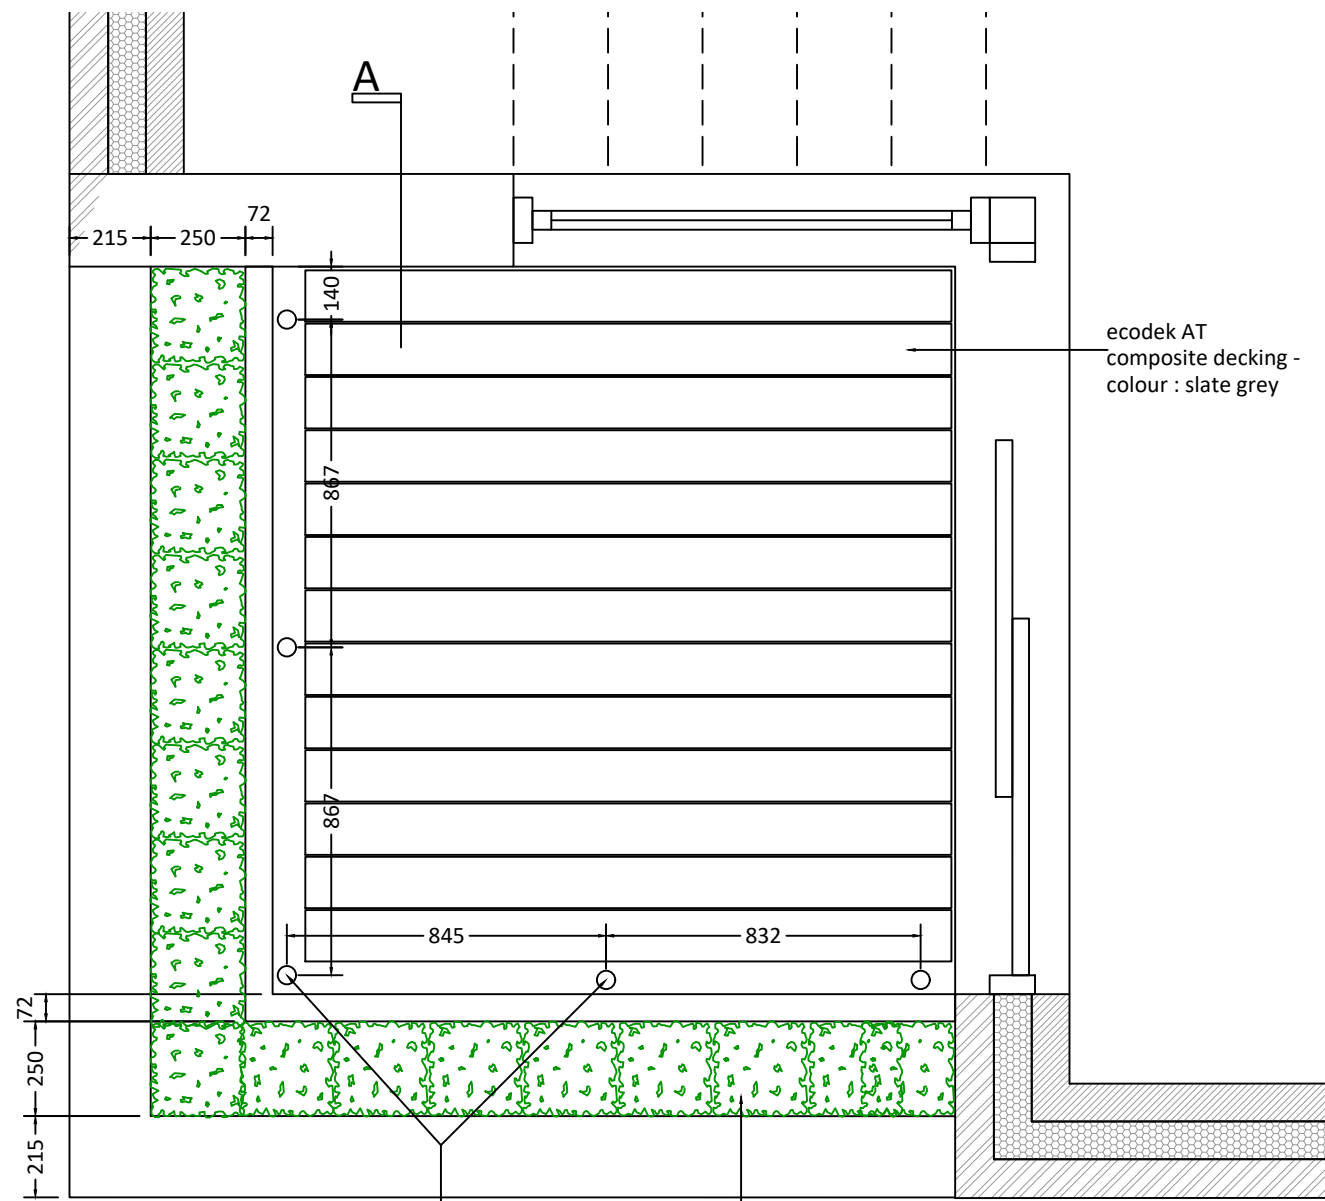 A
72
215
250
140
ecodek AT
composite decking -
colour : slate grey
867
867
845
832
72
250
215